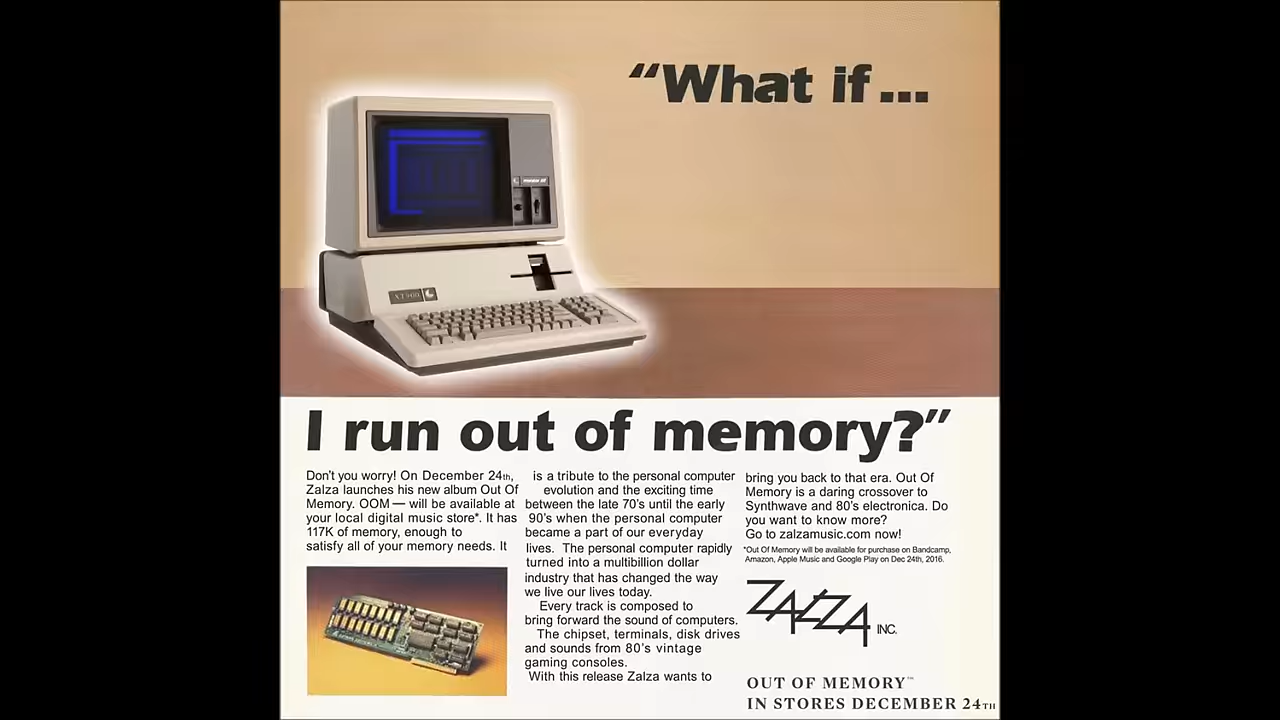 “What if...
I run out of memory?”
Don't you worry! On December 24th,
Zalza launches his new album Out Of
Memory. OOM — will be available at
your local digital music store*. It has
117K of memory, enough to
satisfy all of your memory needs. It
is a tribute to the personal computer
evolution and the exciting time
between the late 70's until the early
90's when the personal computer
became a part of our everyday
lives. The personal computer rapidly
turned into a multibillion dollar
industry that has changed the way
we live our lives today.
Every track is composed to
bring forward the sound of computers.
The chipset, terminals, disk drives
and sounds from 80's vintage
gaming consoles.
With this release Zalza wants to
bring you back to that era. Out Of
Memory is a daring crossover to
Synthwave and 80's electronica. Do
you want to know more?
Go to zalzamusic.com now!
*Out Of Memory will be available for purchase on Bandcamp,
Amazon, Apple Music and Google Play on Dec 24th, 2016.
ZALZA INC.
OUT OF MEMORY™
IN STORES DECEMBER 24TH